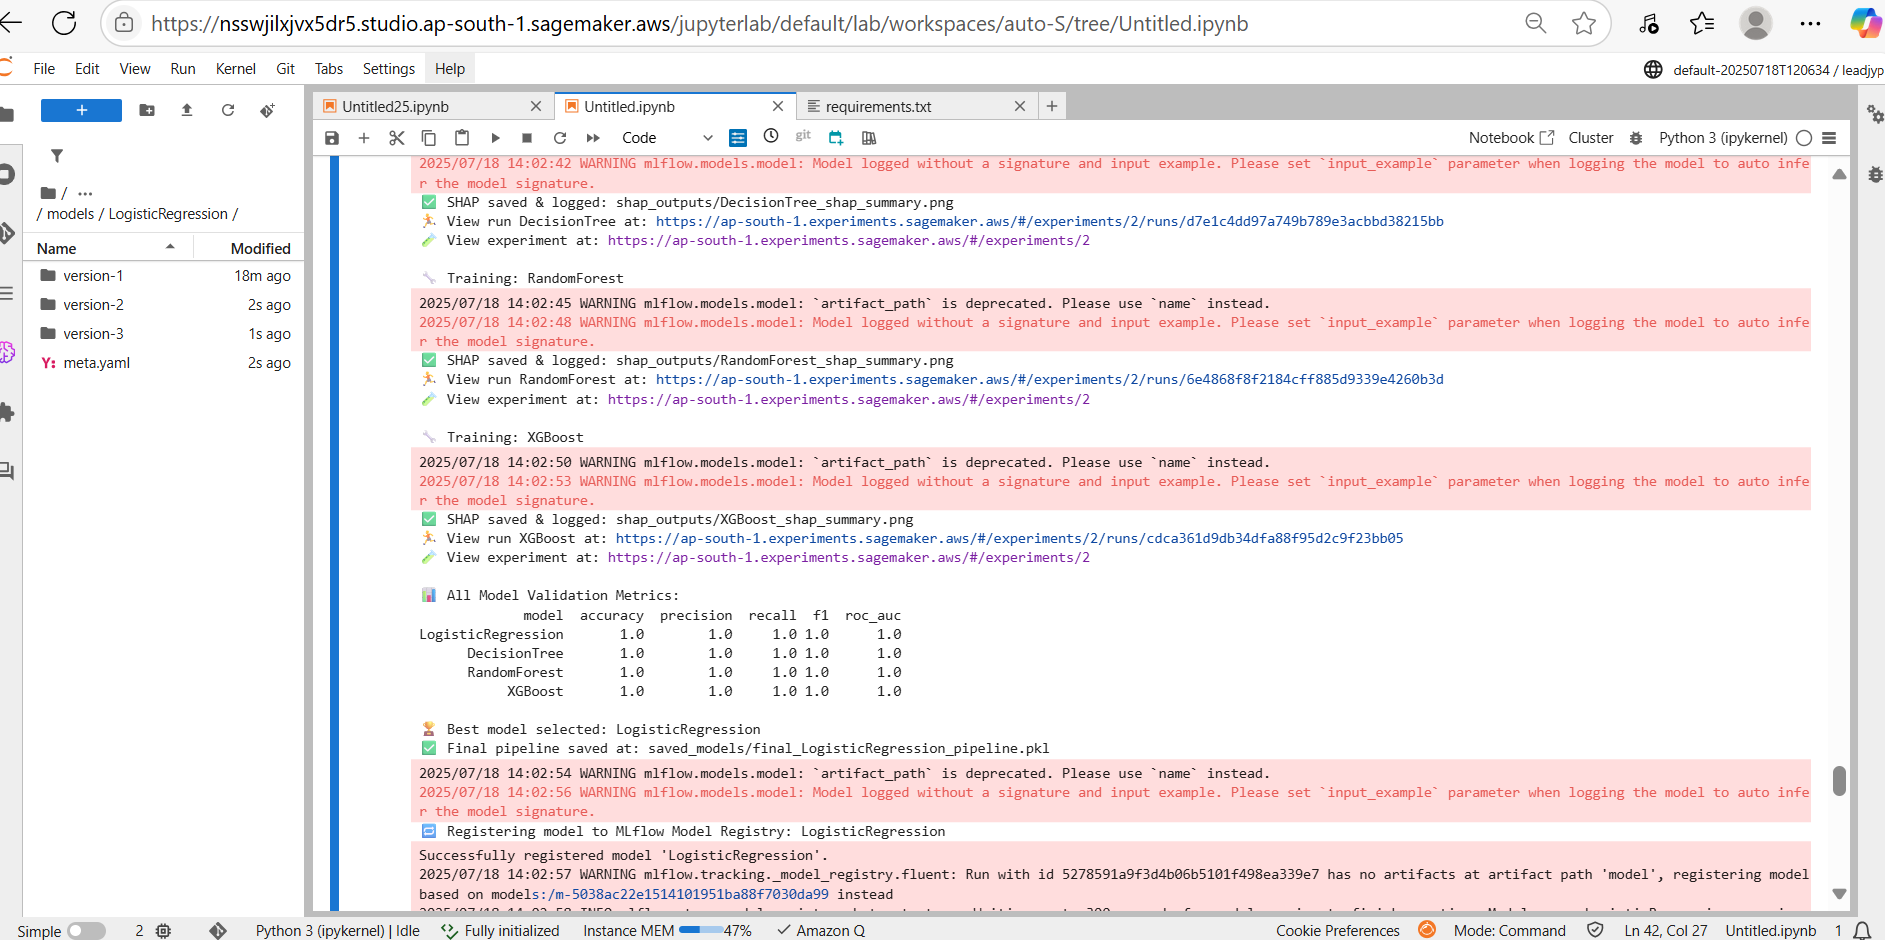 https://nsswjilxjvx5dr5.studio.ap-south-1.sagemaker.aws/jupyterlab/default/lab/workspaces/auto-S/tree/Untitled.ipynb
File Edit View Run Kernel Git Tabs Settings Help
default-20250718T120634 / leadjyp
Untitled25.ipynb
Untitled.ipynb
requirements.txt
Code
git
Notebook
Cluster
Python 3 (ipykernel)
/ ...
/ models / LogisticRegression /
Name Modified
version-1 18m ago
version-2 2s ago
version-3 1s ago
Y: meta.yaml 2s ago
2025/07/18 14:02:42 WARNING mlflow.models.model: Model logged without a signature and input example. Please set `input_example` parameter when logging the model to auto infe
r the model signature.
✅ SHAP saved & logged: shap_outputs/DecisionTree_shap_summary.png
🏃 View run DecisionTree at: https://ap-south-1.experiments.sagemaker.aws/#/experiments/2/runs/d7e1c4dd97a749b789e3acbbd38215bb
🧪 View experiment at: https://ap-south-1.experiments.sagemaker.aws/#/experiments/2
🔧 Training: RandomForest
2025/07/18 14:02:45 WARNING mlflow.models.model: `artifact_path` is deprecated. Please use `name` instead.
2025/07/18 14:02:48 WARNING mlflow.models.model: Model logged without a signature and input example. Please set `input_example` parameter when logging the model to auto infe
r the model signature.
✅ SHAP saved & logged: shap_outputs/RandomForest_shap_summary.png
🏃 View run RandomForest at: https://ap-south-1.experiments.sagemaker.aws/#/experiments/2/runs/6e4868f8f2184cff885d9339e4260b3d
🧪 View experiment at: https://ap-south-1.experiments.sagemaker.aws/#/experiments/2
🔧 Training: XGBoost
2025/07/18 14:02:50 WARNING mlflow.models.model: `artifact_path` is deprecated. Please use `name` instead.
2025/07/18 14:02:53 WARNING mlflow.models.model: Model logged without a signature and input example. Please set `input_example` parameter when logging the model to auto infe
r the model signature.
✅ SHAP saved & logged: shap_outputs/XGBoost_shap_summary.png
🏃 View run XGBoost at: https://ap-south-1.experiments.sagemaker.aws/#/experiments/2/runs/cdca361d9db34dfa88f95d2c9f23bb05
🧪 View experiment at: https://ap-south-1.experiments.sagemaker.aws/#/experiments/2
📊 All Model Validation Metrics:
model accuracy precision recall f1 roc_auc
LogisticRegression 1.0 1.0 1.0 1.0 1.0
DecisionTree 1.0 1.0 1.0 1.0 1.0
RandomForest 1.0 1.0 1.0 1.0 1.0
XGBoost 1.0 1.0 1.0 1.0 1.0
🏆 Best model selected: LogisticRegression
✅ Final pipeline saved at: saved_models/final_LogisticRegression_pipeline.pkl
2025/07/18 14:02:54 WARNING mlflow.models.model: `artifact_path` is deprecated. Please use `name` instead.
2025/07/18 14:02:56 WARNING mlflow.models.model: Model logged without a signature and input example. Please set `input_example` parameter when logging the model to auto infe
r the model signature.
🔁 Registering model to MLflow Model Registry: LogisticRegression
Successfully registered model 'LogisticRegression'.
2025/07/18 14:02:57 WARNING mlflow.tracking._model_registry.fluent: Run with id 5278591a9f3d4b06b5101f498ea339e7 has no artifacts at artifact path 'model', registering model
based on models:/m-5038ac22e1514101951ba88f7030da99 instead
Simple 2 Python 3 (ipykernel) | Idle Fully initialized Instance MEM 47% Amazon Q Cookie Preferences Mode: Command Ln 42, Col 27 Untitled.ipynb 1